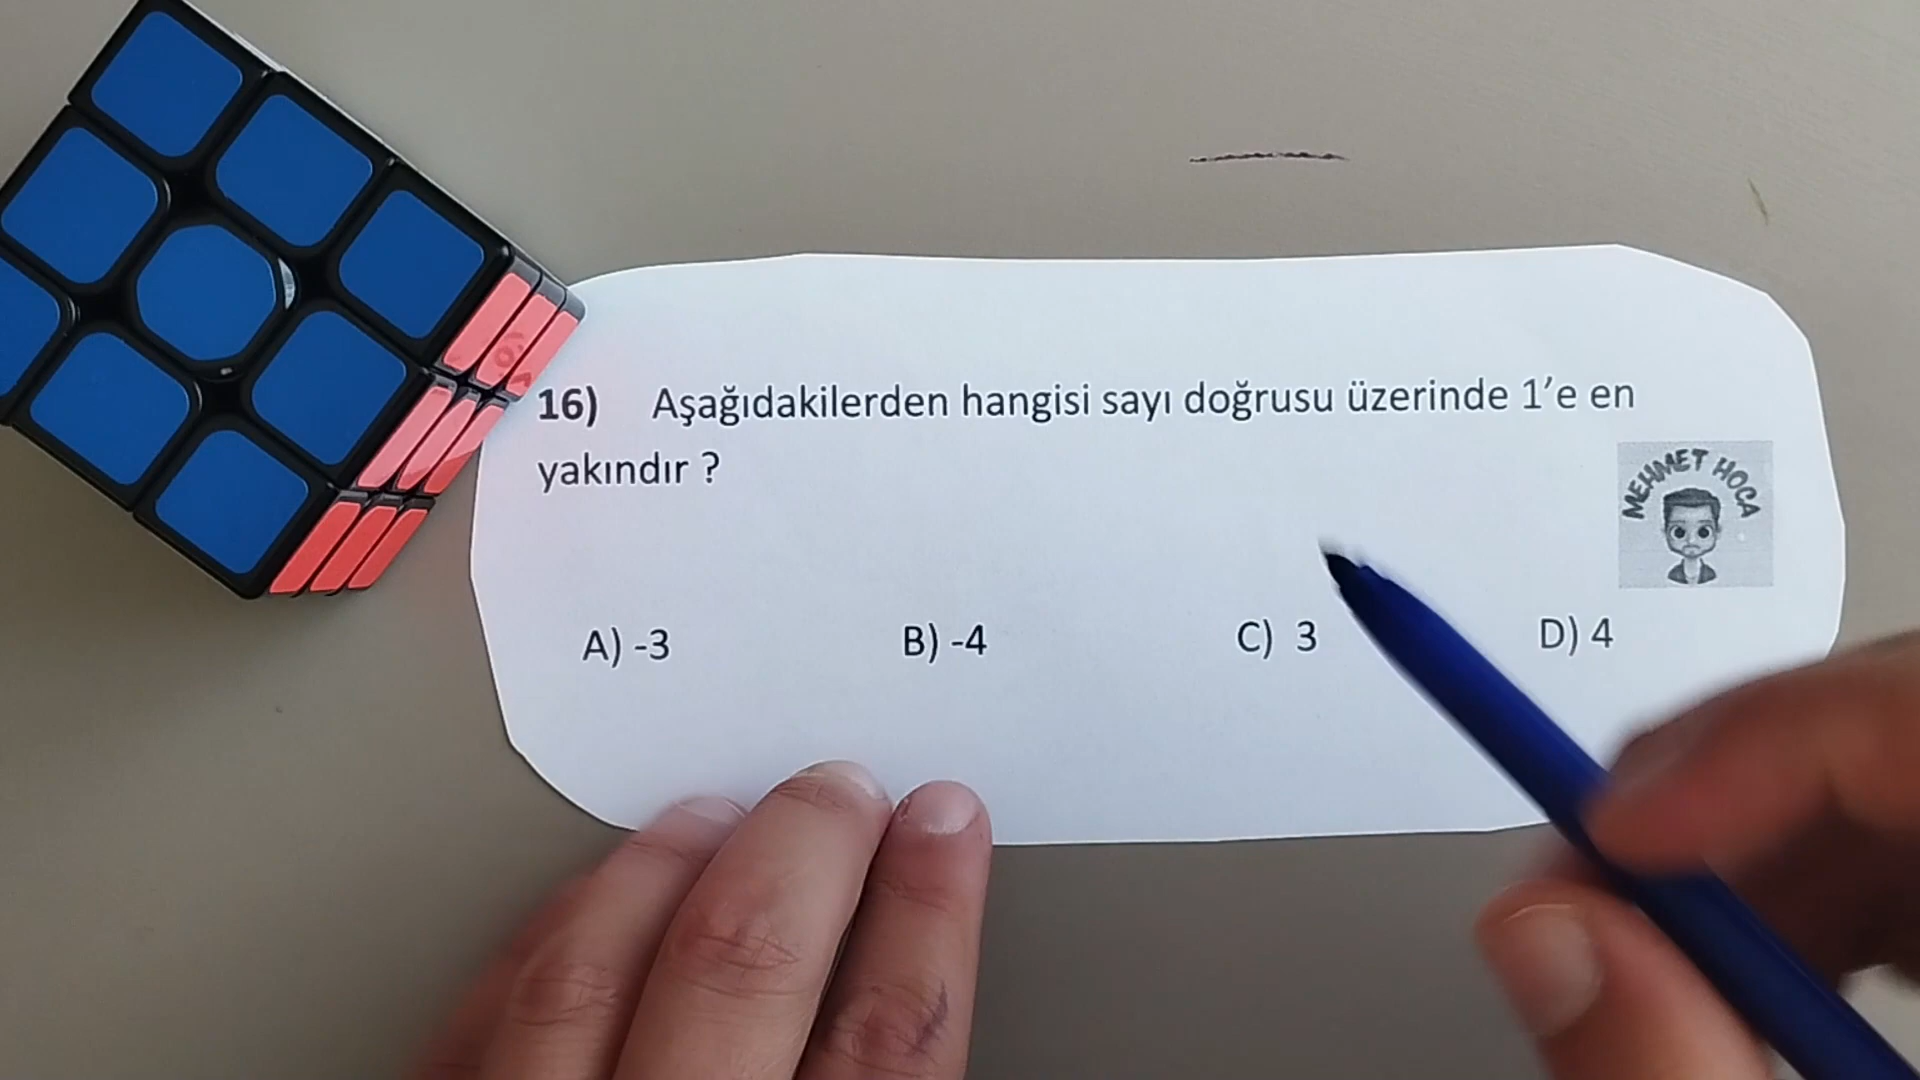 16) Aşağıdakilerden hangisi sayı doğrusu üzerinde 1’e en
yakındır ?
MEHMET HOCA
A) -3 B) -4 C) 3 D) 4